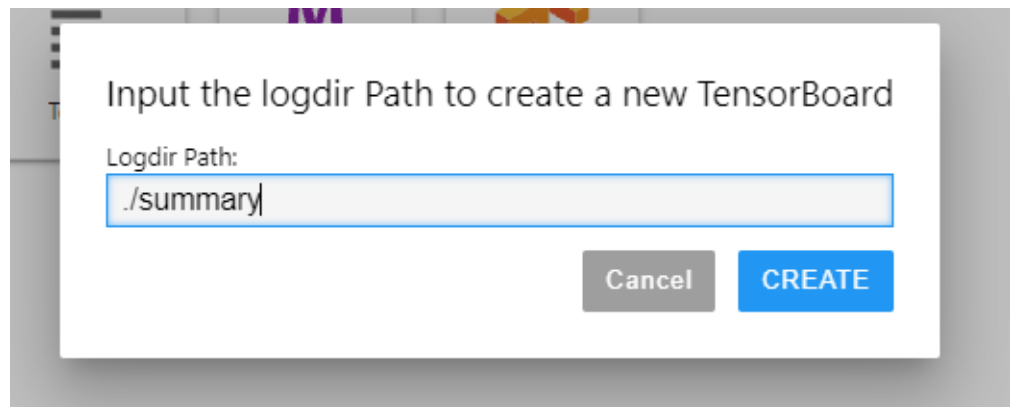 Input the logdir Path to create a new TensorBoard
Logdir Path:
./summary
Cancel
CREATE